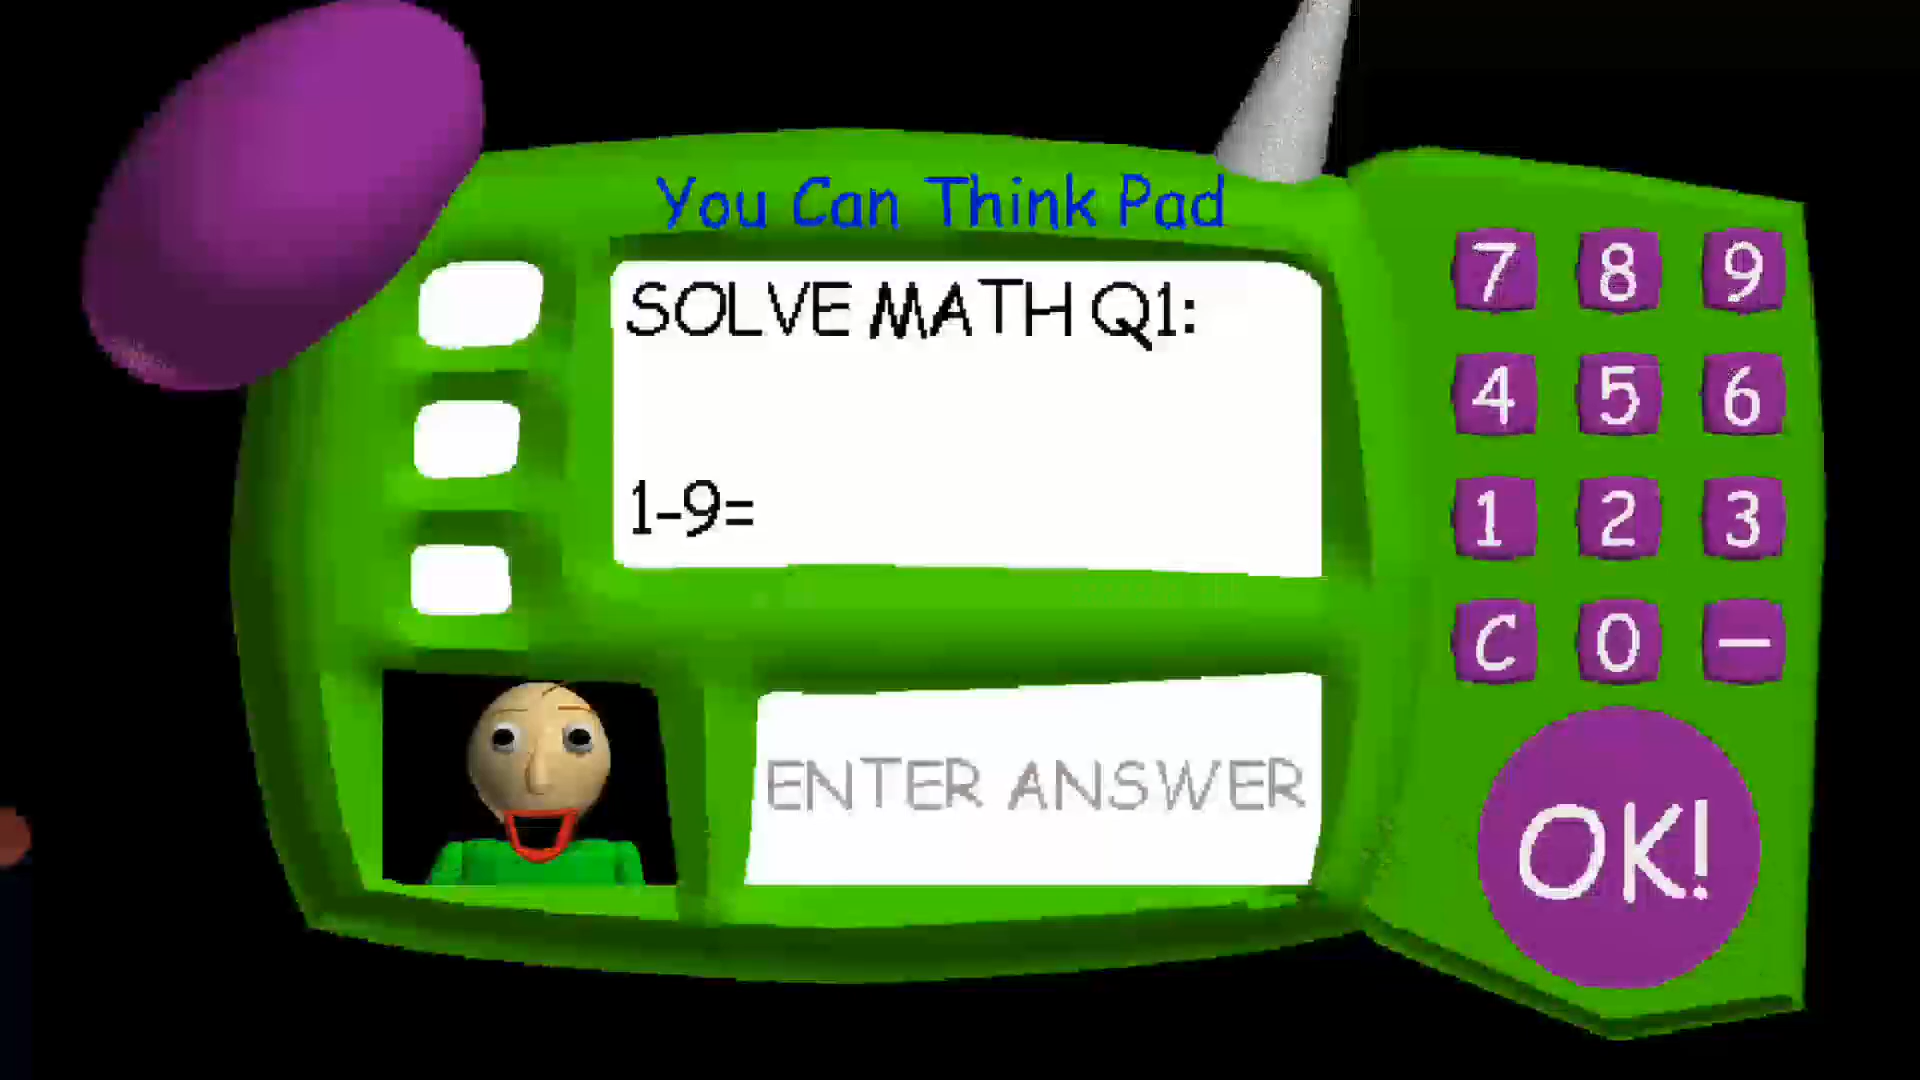 You Can Think Pad
SOLVE MATH Q1:
1-9=
7 8 9
4 5 6
1 2 3
C 0 −
ENTER ANSWER
OK!